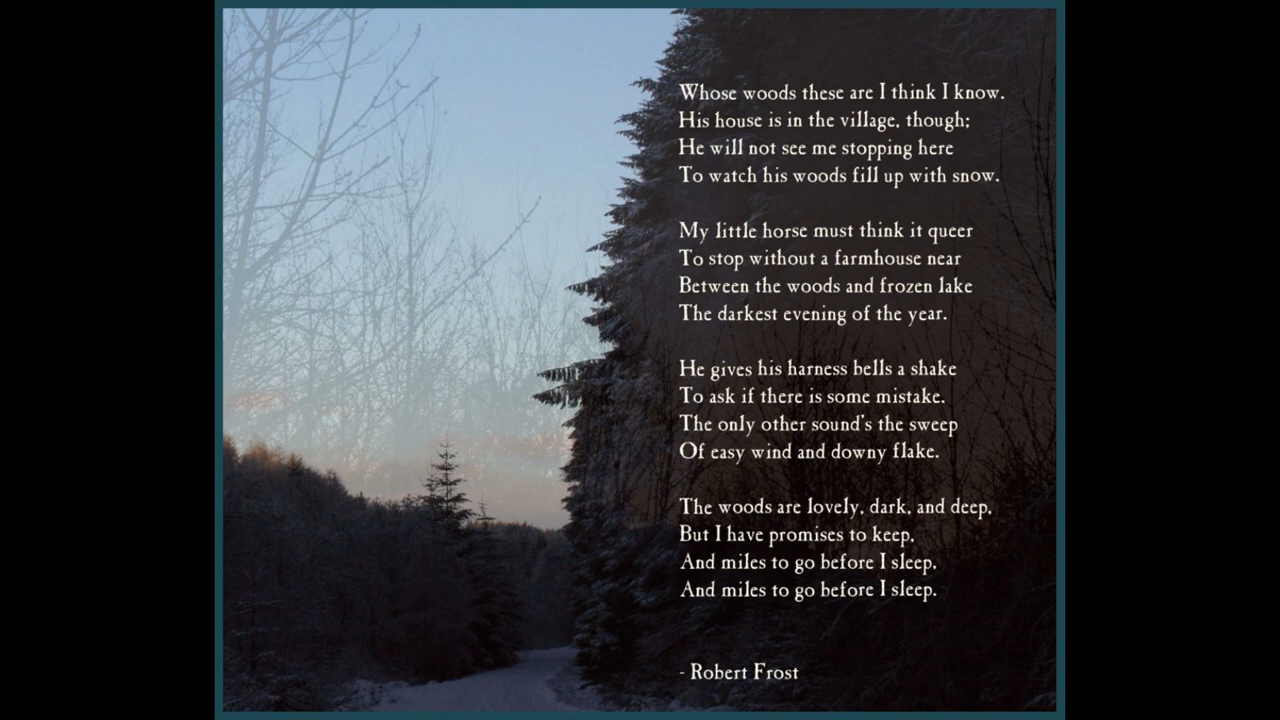 Whose woods these are I think I know.
His house is in the village, though;
He will not see me stopping here
To watch his woods fill up with snow.
My little horse must think it queer
To stop without a farmhouse near
Between the woods and frozen lake
The darkest evening of the year.
He gives his harness bells a shake
To ask if there is some mistake.
The only other sound's the sweep
Of easy wind and downy flake.
The woods are lovely, dark, and deep,
But I have promises to keep,
And miles to go before I sleep,
And miles to go before I sleep.
- Robert Frost